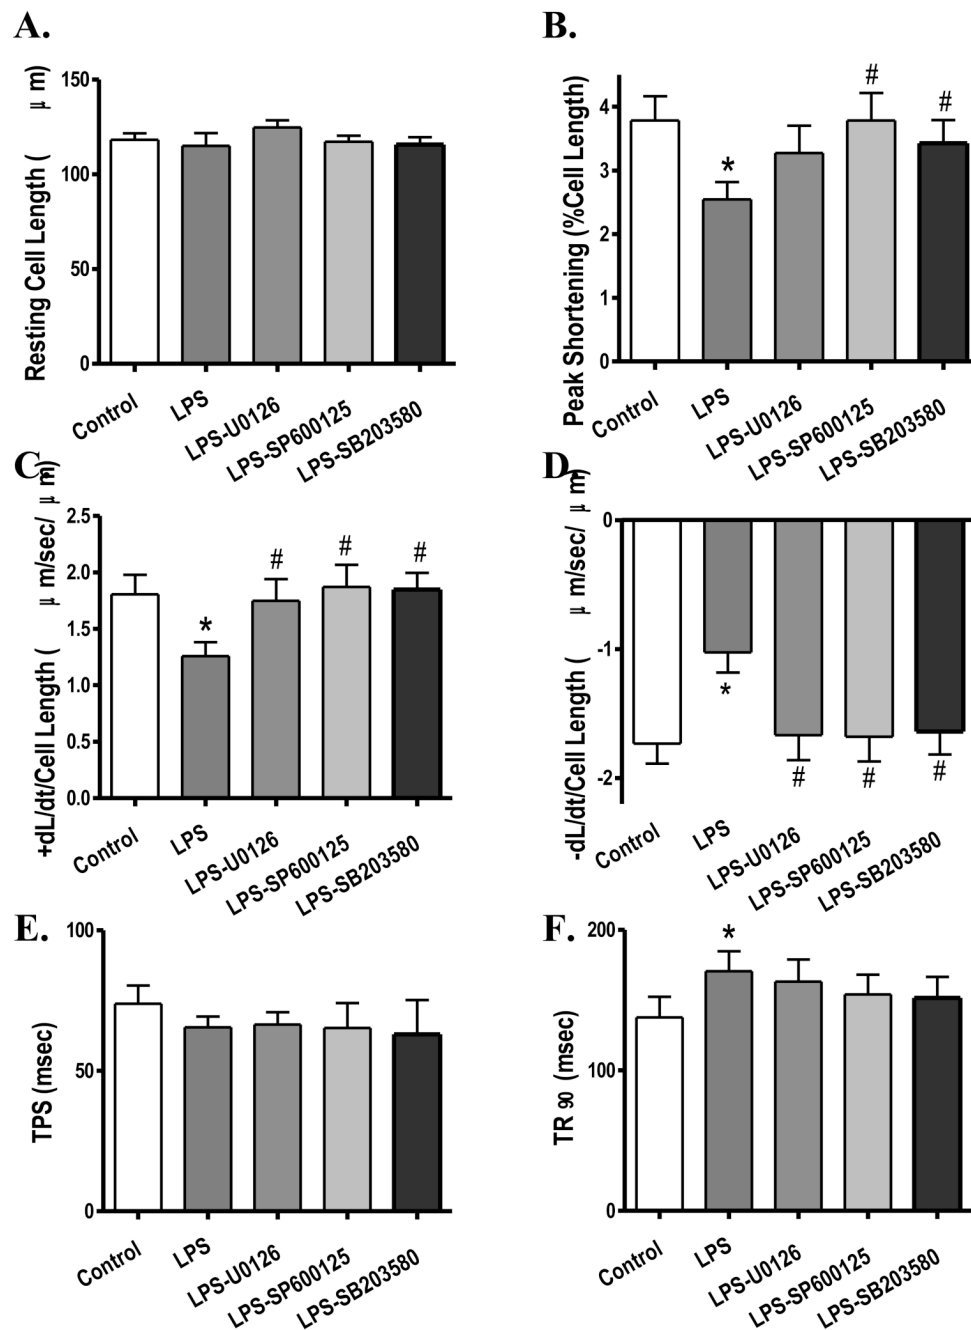 A.
Resting Cell Length ( μ m)
150
100
50
0
Control
LPS
LPS-U0126
LPS-SP600125
LPS-SB203580
B.
Peak Shortening (%Cell Length)
4
3
2
1
0
*
#
#
Control
LPS
LPS-U0126
LPS-SP600125
LPS-SB203580
C.
+dL/dt/Cell Length ( μ m/sec/ μ m)
2.5
2.0
1.5
1.0
0.5
0.0
*
#
#
#
Control
LPS
LPS-U0126
LPS-SP600125
LPS-SB203580
D.
-dL/dt/Cell Length ( μ m/sec/ μ m)
0
-1
-2
*
#
#
#
Control
LPS
LPS-U0126
LPS-SP600125
LPS-SB203580
E.
TPS (msec)
100
50
0
Control
LPS
LPS-U0126
LPS-SP600125
LPS-SB203580
F.
TR 90 (msec)
200
100
0
*
Control
LPS
LPS-U0126
LPS-SP600125
LPS-SB203580